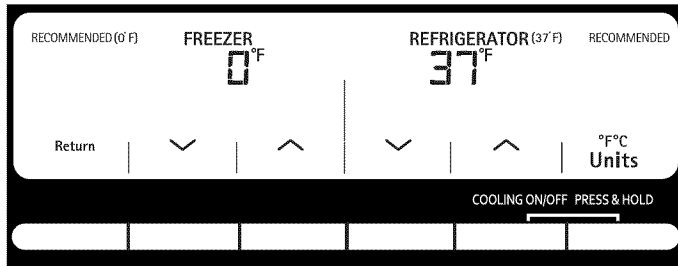 RECOMMENDED (0°F) FREEZER REFRIGERATOR (37°F) RECOMMENDED
0°F 37°F
Return °F°C
Units
COOLING ON/OFF PRESS & HOLD